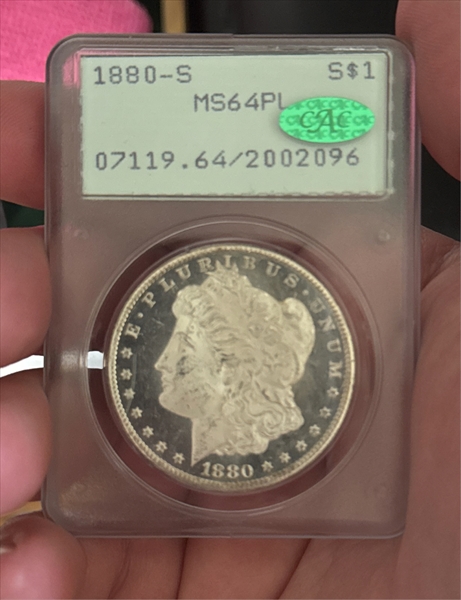 1880-S S$1
MS64PL
CAC
07119.64/2002096
E·PLURIBUS·UNUM
1880